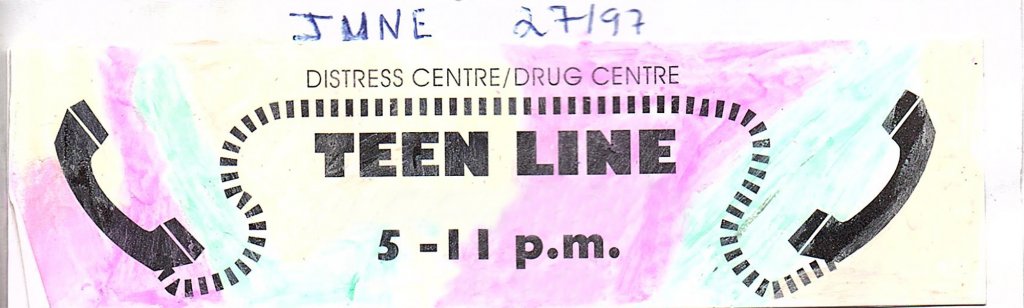 JUNE 27/97
DISTRESS CENTRE/DRUG CENTRE
TEEN LINE
5 -11 p.m.